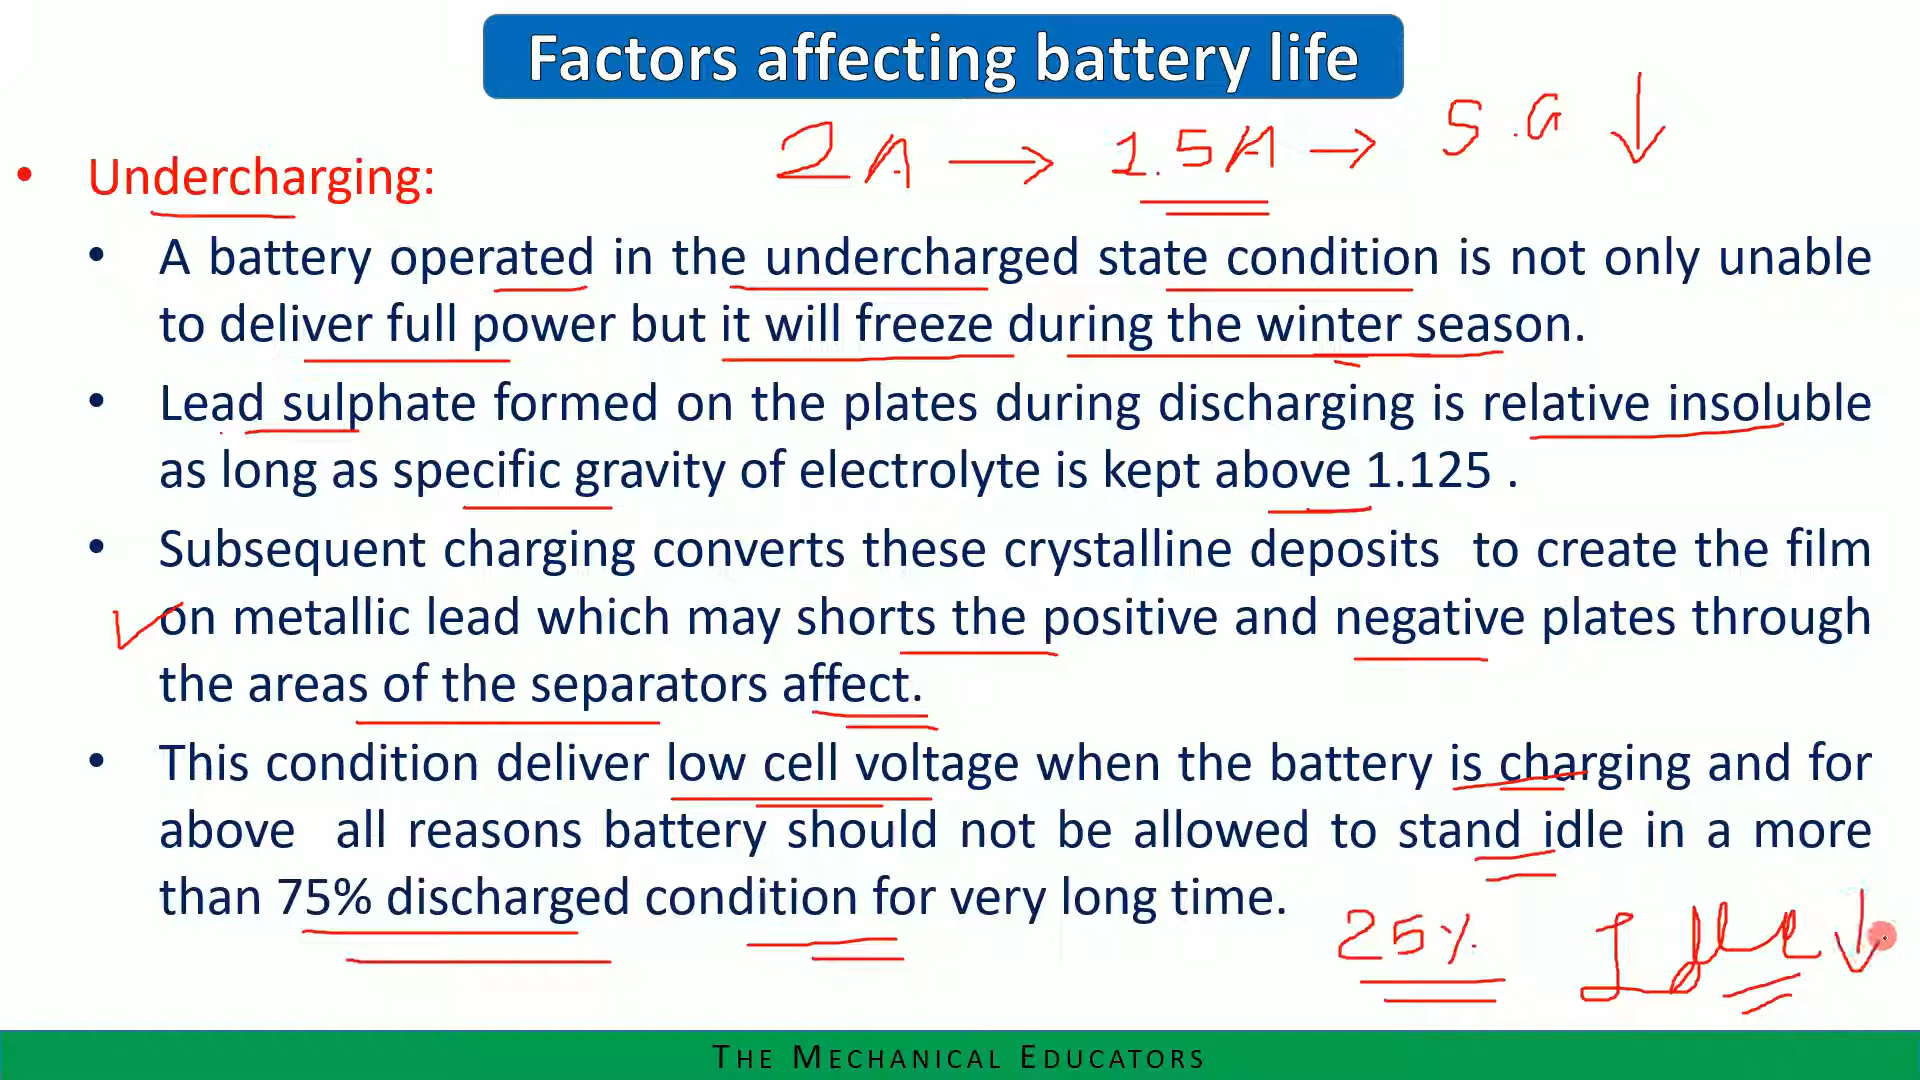 Factors affecting battery life
2A → 1.5A → S.G ↓
• Undercharging:
• A battery operated in the undercharged state condition is not only unable
to deliver full power but it will freeze during the winter season.
• Lead sulphate formed on the plates during discharging is relative insoluble
as long as specific gravity of electrolyte is kept above 1.125 .
• Subsequent charging converts these crystalline deposits to create the film
on metallic lead which may shorts the positive and negative plates through
the areas of the separators affect.
• This condition deliver low cell voltage when the battery is charging and for
above all reasons battery should not be allowed to stand idle in a more
than 75% discharged condition for very long time.
25% Idle ↓
THE MECHANICAL EDUCATORS